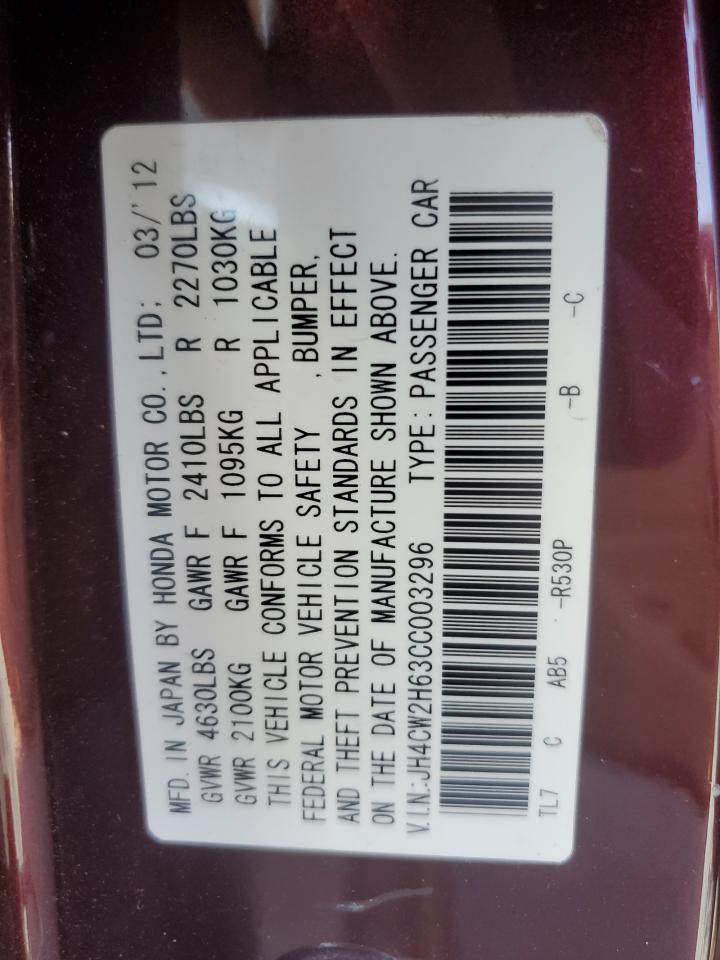 MFD. IN JAPAN BY HONDA MOTOR CO., LTD; 03/'12
GVWR 4630LBS GAWR F 2410LBS R 2270LBS
GVWR 2100KG GAWR F 1095KG R 1030KG
THIS VEHICLE CONFORMS TO ALL APPLICABLE
FEDERAL MOTOR VEHICLE SAFETY , BUMPER,
AND THEFT PREVENTION STANDARDS IN EFFECT
ON THE DATE OF MANUFACTURE SHOWN ABOVE.
V.I.N.:JH4CW2H63CC003296 TYPE: PASSENGER CAR
TL7 C AB5 -R530P -B -C